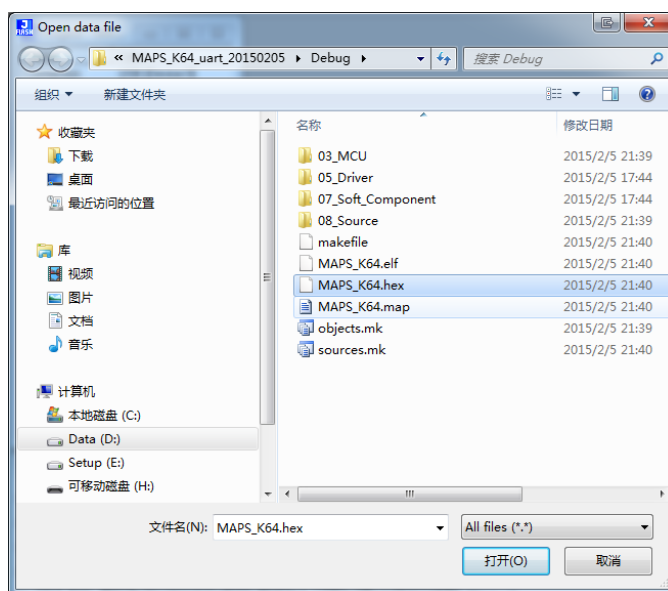 Open data file
« MAPS_K64_uart_20150205 ▸ Debug ▸
搜索 Debug
组织 新建文件夹
名称 修改日期
收藏夹
下载
桌面
最近访问的位置
库
视频
图片
文档
音乐
计算机
本地磁盘 (C:)
Data (D:)
Setup (E:)
可移动磁盘 (H:)
03_MCU 2015/2/5 21:39
05_Driver 2015/2/5 17:44
07_Soft_Component 2015/2/5 17:44
08_Source 2015/2/5 21:39
makefile 2015/2/5 21:40
MAPS_K64.elf 2015/2/5 21:40
MAPS_K64.hex 2015/2/5 21:40
MAPS_K64.map 2015/2/5 21:40
objects.mk 2015/2/5 21:39
sources.mk 2015/2/5 21:40
文件名(N): MAPS_K64.hex All files (*.*)
打开(O) 取消